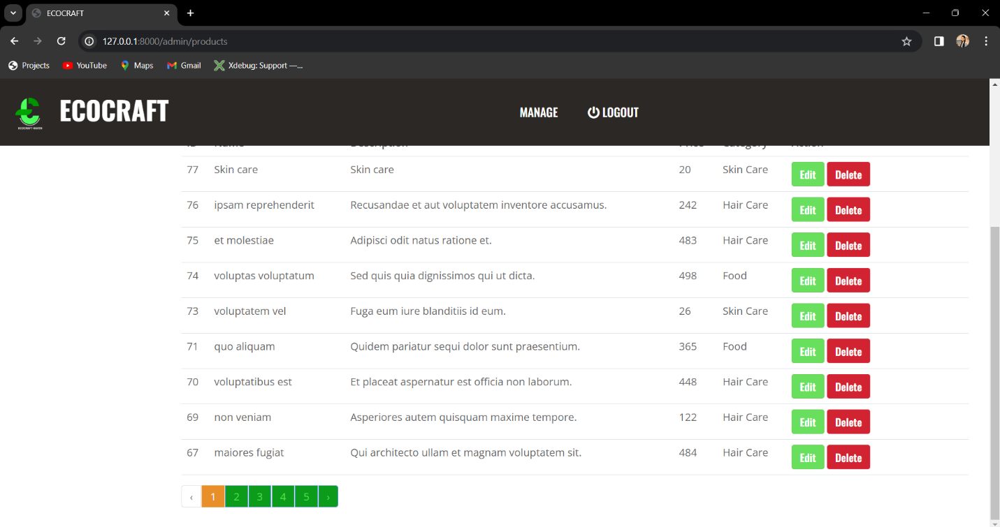 ECOCRAFT
127.0.0.1:8000/admin/products
Projects YouTube Maps Gmail Xdebug: Support —...
ECOCRAFT HAVEN
ECOCRAFT MANAGE LOGOUT
ID Name Description Price Category Action
77 Skin care Skin care 20 Skin Care Edit Delete
76 ipsam reprehenderit Recusandae et aut voluptatem inventore accusamus. 242 Hair Care Edit Delete
75 et molestiae Adipisci odit natus ratione et. 483 Hair Care Edit Delete
74 voluptas voluptatum Sed quis quia dignissimos qui ut dicta. 498 Food Edit Delete
73 voluptatem vel Fuga eum iure blanditiis id eum. 26 Skin Care Edit Delete
71 quo aliquam Quidem pariatur sequi dolor sunt praesentium. 365 Food Edit Delete
70 voluptatibus est Et placeat aspernatur est officia non laborum. 448 Hair Care Edit Delete
69 non veniam Asperiores autem quisquam maxime tempore. 122 Hair Care Edit Delete
67 maiores fugiat Qui architecto ullam et magnam voluptatem sit. 484 Hair Care Edit Delete
‹ 1 2 3 4 5 ›